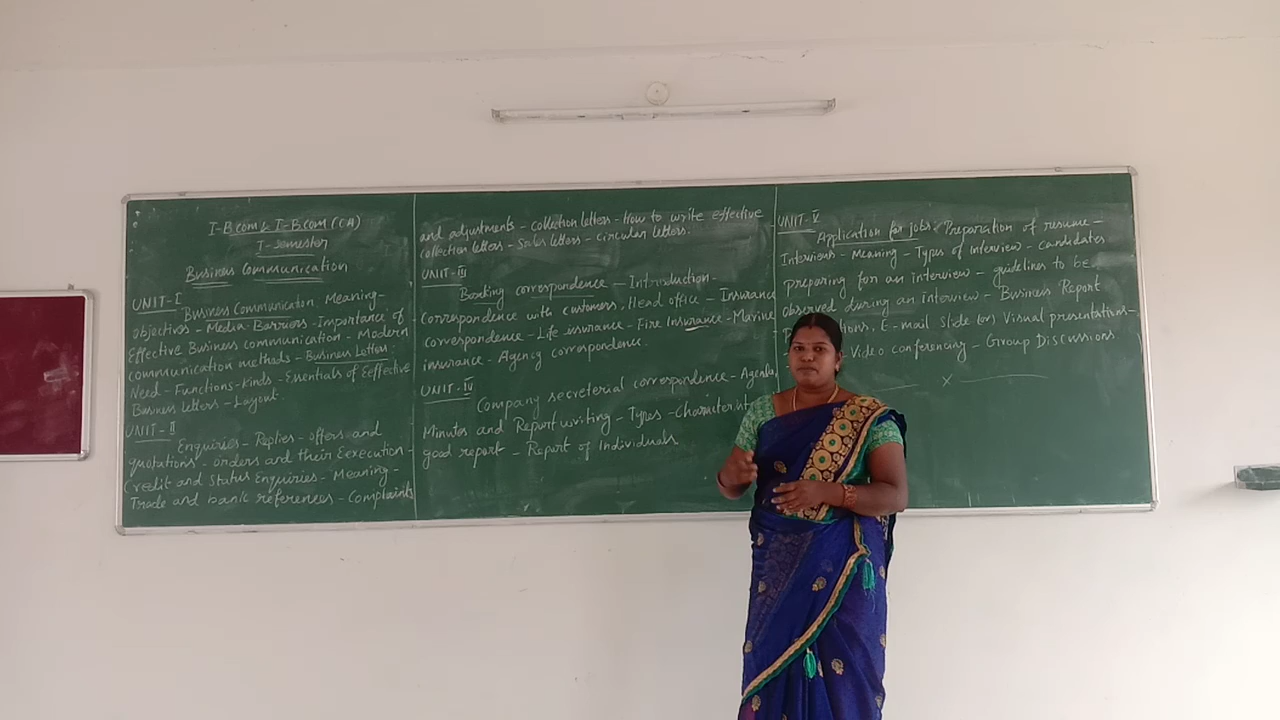 I-B.COM & I-B.COM (CA)
I-Semester
Business Communication
UNIT-I
Business Communication Meaning-
objectives - Media - Barriers - Importance of
Effective Business communication - Modern
communication methods - Business Letters:
Need - Functions - Kinds - Essentials of Eeffective
Business Letters - Layout.
UNIT-II
Enquiries - Replies - offers and
quotations - orders and their Execution -
Credit and Status Enquiries - Meaning -
Trade and bank references - Complaints
and adjustments - collection letters - How to write effective
collection letters - Sales letters - circular letters.
UNIT-III
Banking correspondence - Introduction-
correspondence with customers, Head office - Insurance
correspondence - Life insurance - Fire Insurance - Marine
insurance - Agency correspondence.
UNIT-IV
Company secreterial correspondence - Agenda,
Minutes and Report writing - Types -
good report - Report of Individuals
UNIT-V
Application for jobs - Preparation of resume -
Interviews - Meaning - Types of interview - candidates
preparing for an interview - guidelines to be
observed during an interview - Business Report
E-mail Slide (or) Visual presentations-
Video conferencing - Group Discussions
x